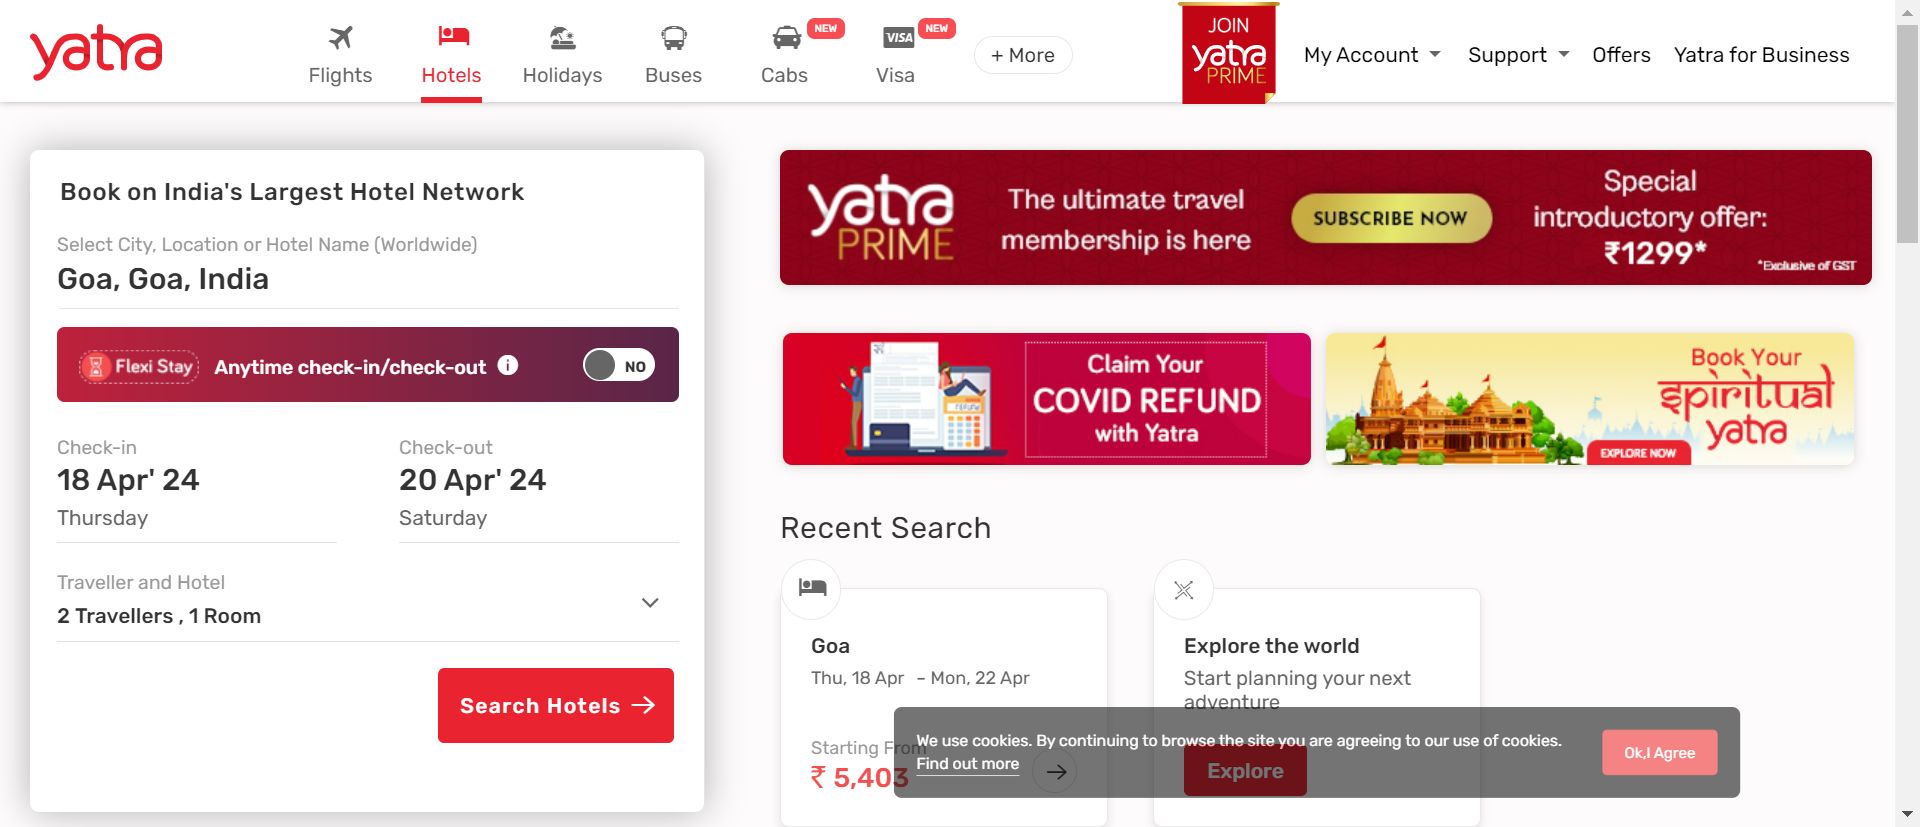 yatra
Flights
Hotels
Holidays
Buses
NEW
Cabs
VISA
NEW
Visa
+ More
JOIN
yatra
PRIME
My Account
Support
Offers
Yatra for Business
Book on India's Largest Hotel Network
Select City, Location or Hotel Name (Worldwide)
Goa, Goa, India
Flexi Stay
Anytime check-in/check-out
i
NO
Check-in
18 Apr' 24
Thursday
Check-out
20 Apr' 24
Saturday
Traveller and Hotel
2 Travellers , 1 Room
Search Hotels
yatra
PRIME
The ultimate travel
membership is here
SUBSCRIBE NOW
Special
introductory offer:
₹1299*
*Exclusive of GST
refund
Claim Your
COVID REFUND
with Yatra
Book Your
spiritual
yatra
EXPLORE NOW
Recent Search
Goa
Thu, 18 Apr - Mon, 22 Apr
Starting From
₹ 5,403
Explore the world
Start planning your next
adventure
Explore
We use cookies. By continuing to browse the site you are agreeing to our use of cookies.
Find out more
Ok,I Agree